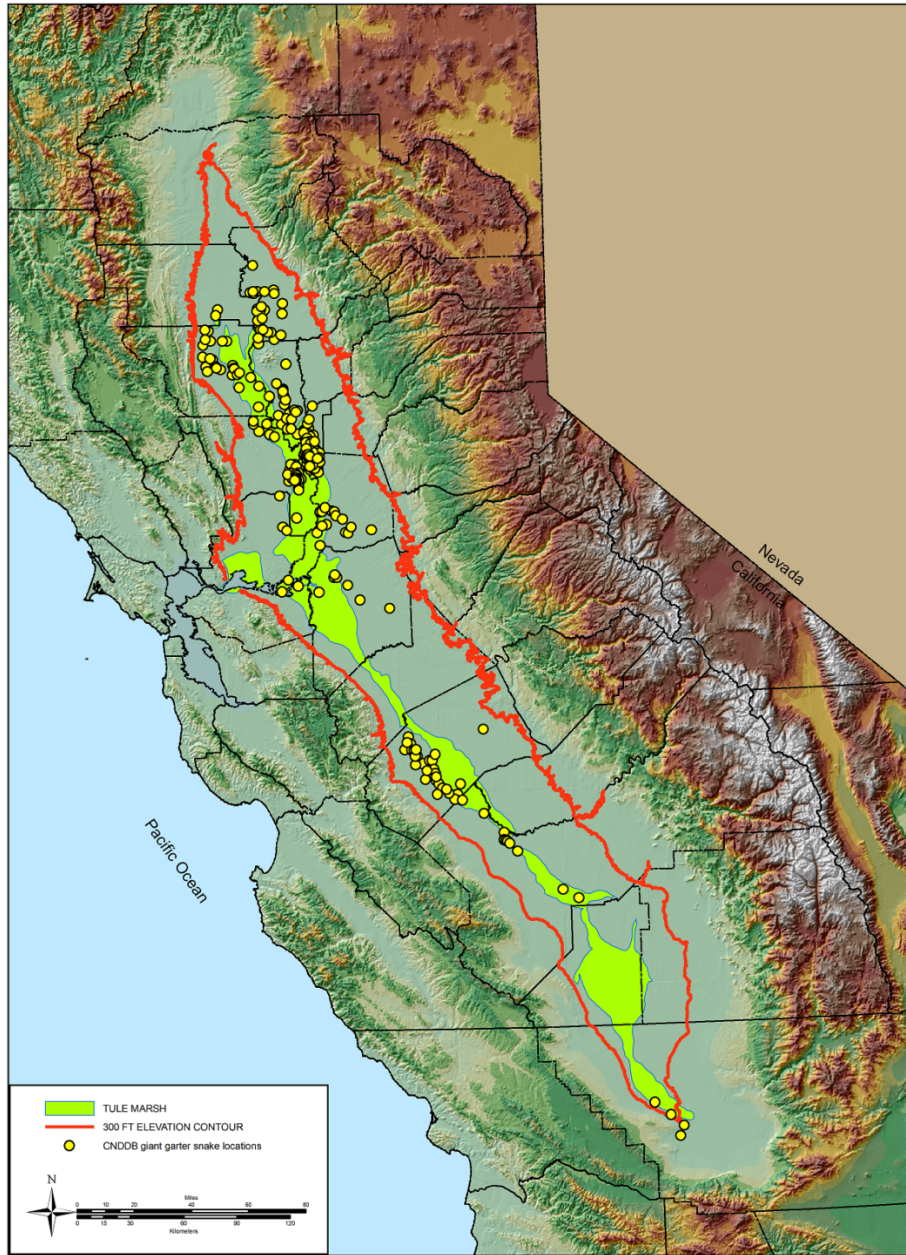 Nevada
California
Pacific Ocean
TULE MARSH
300 FT ELEVATION CONTOUR
CNDDB giant garter snake locations
N
Miles
0 10 20 40 60 80
0 15 30 60 90 120
Kilometers